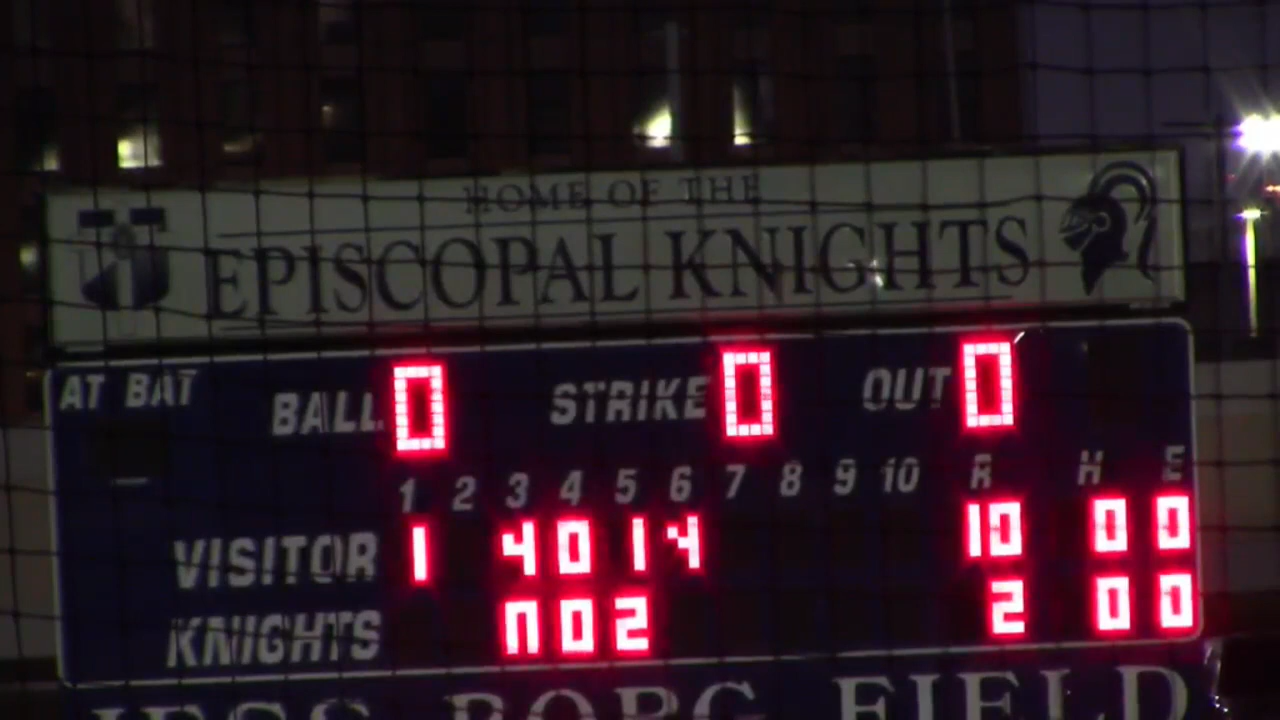 HOME OF THE
EPISCOPAL KNIGHTS
AT BAT BALL 0 STRIKE 0 OUT 0
1 2 3 4 5 6 7 8 9 10 R H E
VISITOR 1 4 0 1 4 10 0 0
KNIGHTS 0 2 2 0 0
FIELD